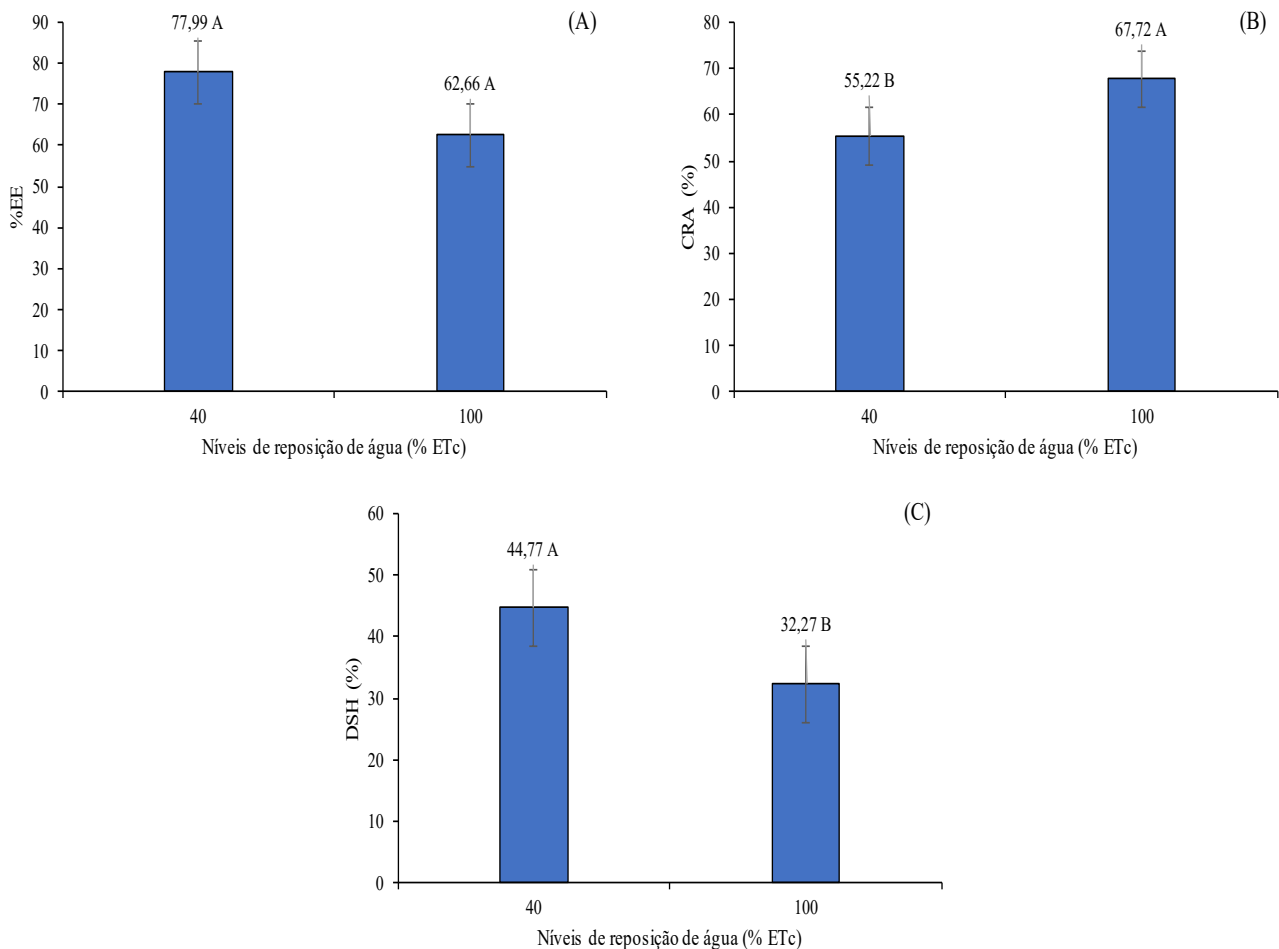 (A)
77,99 A
62,66 A
90
80
70
60
50
40
30
20
10
0
%EE
40
100
Níveis de reposição de água (% ETc)
(B)
67,72 A
55,22 B
80
70
60
50
40
30
20
10
0
CRA (%)
40
100
Níveis de reposição de água (% ETc)
(C)
44,77 A
32,27 B
60
50
40
30
20
10
0
DSH (%)
40
100
Níveis de reposição de água (% ETc)